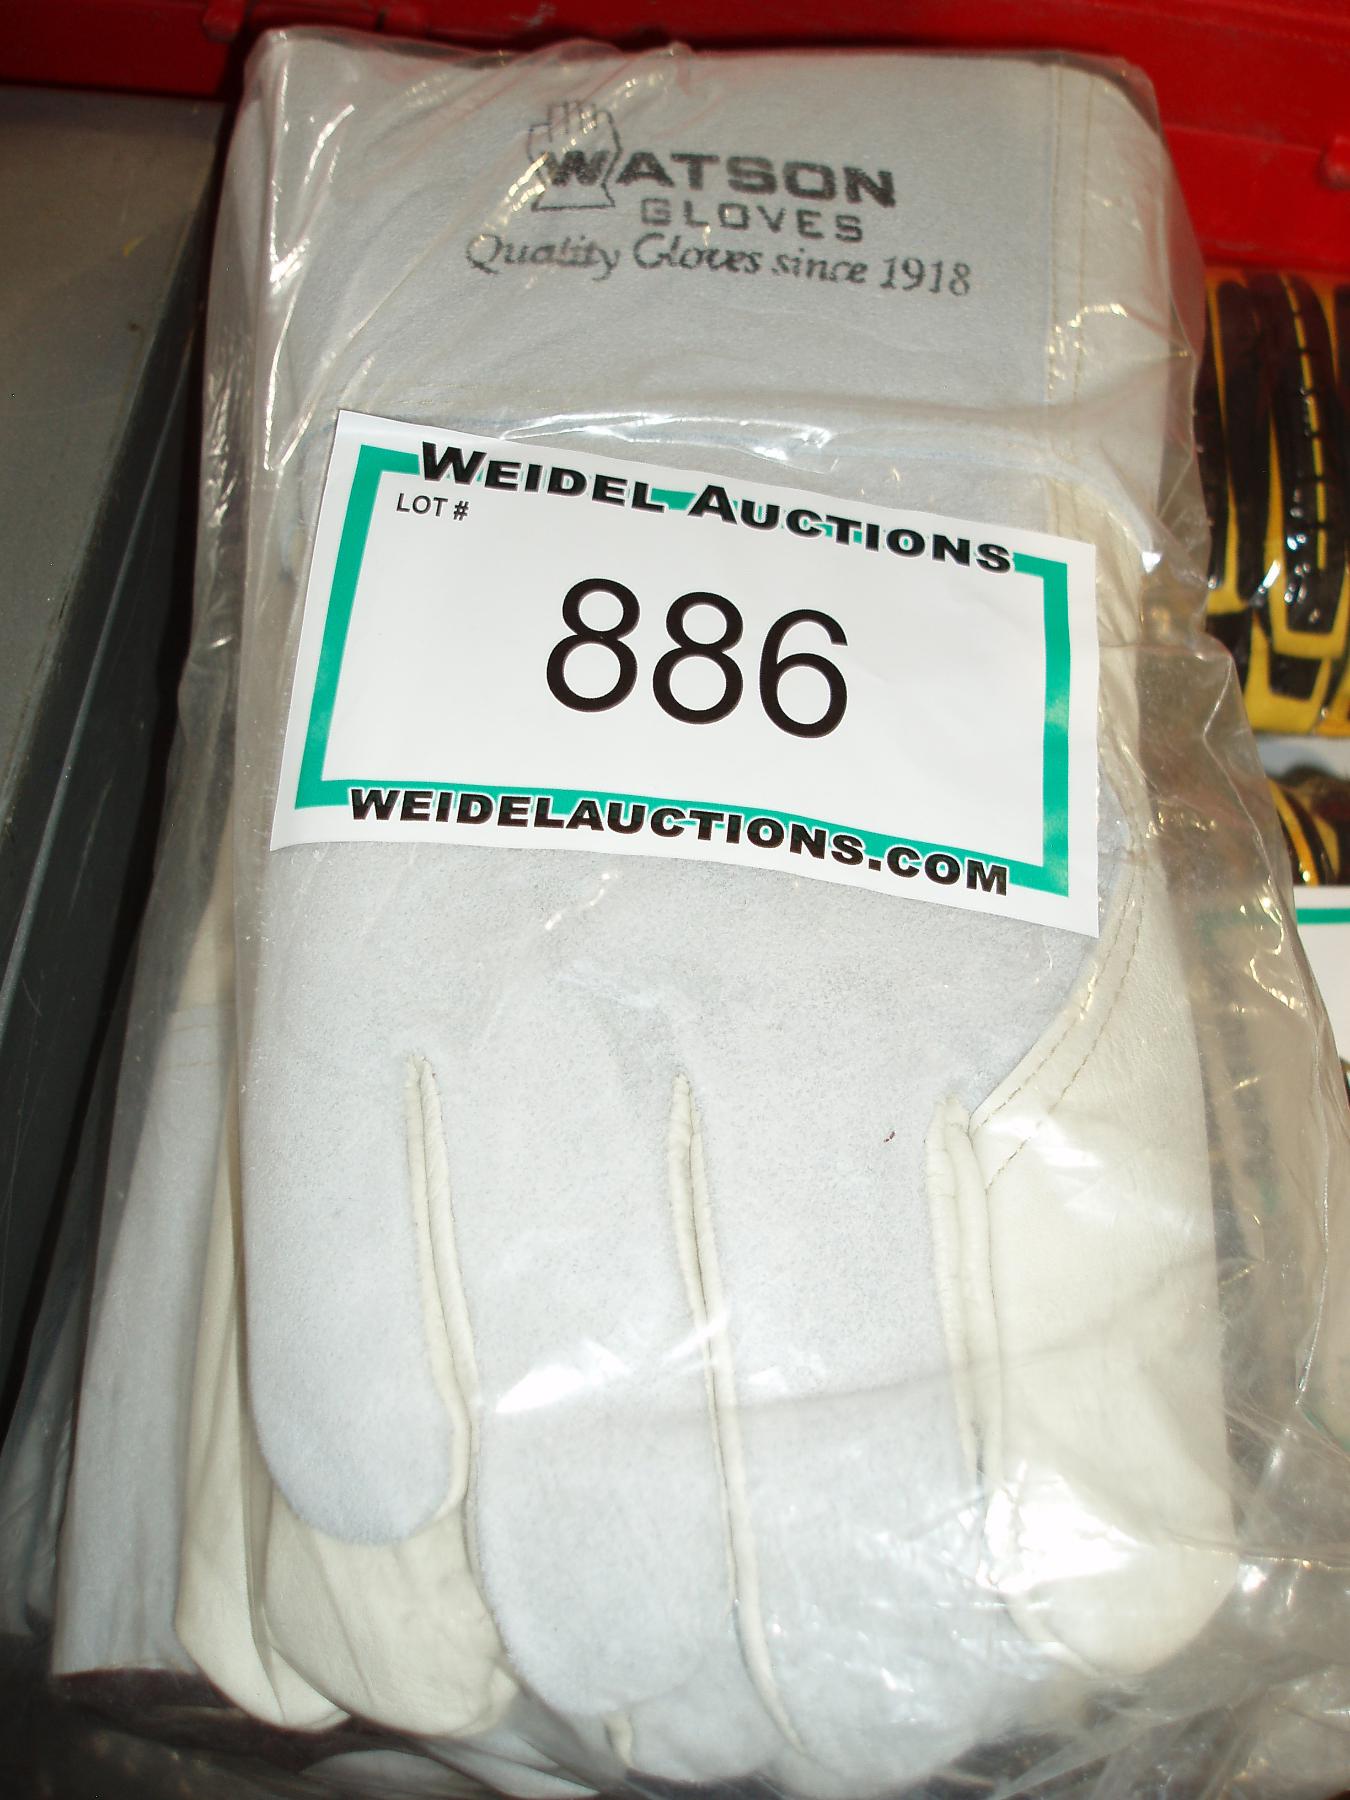 WATSON
GLOVES
Quality Gloves since 1918
WEIDEL AUCTIONS
LOT #
886
WEIDELAUCTIONS.COM